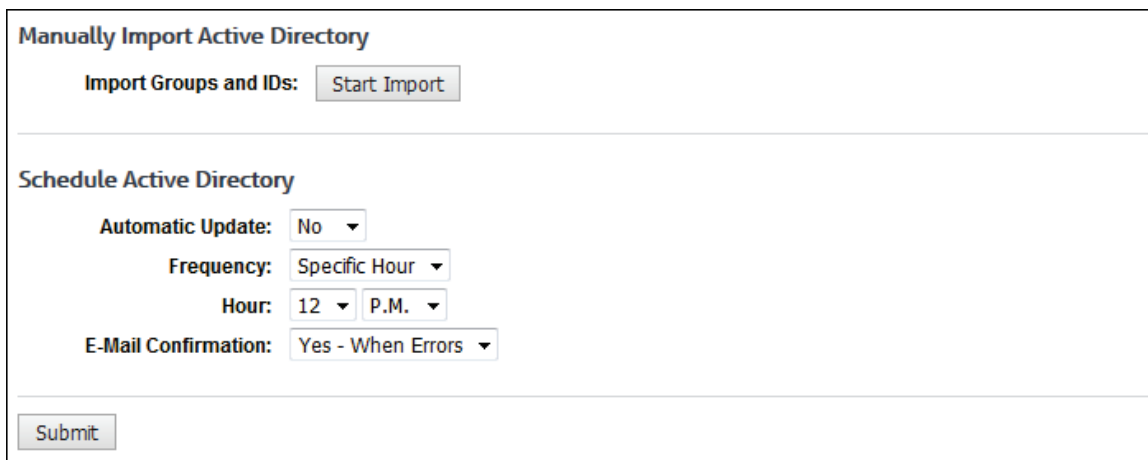 Manually Import Active Directory
Import Groups and IDs: Start Import
Schedule Active Directory
Automatic Update: No
Frequency: Specific Hour
Hour: 12 P.M.
E-Mail Confirmation: Yes - When Errors
Submit